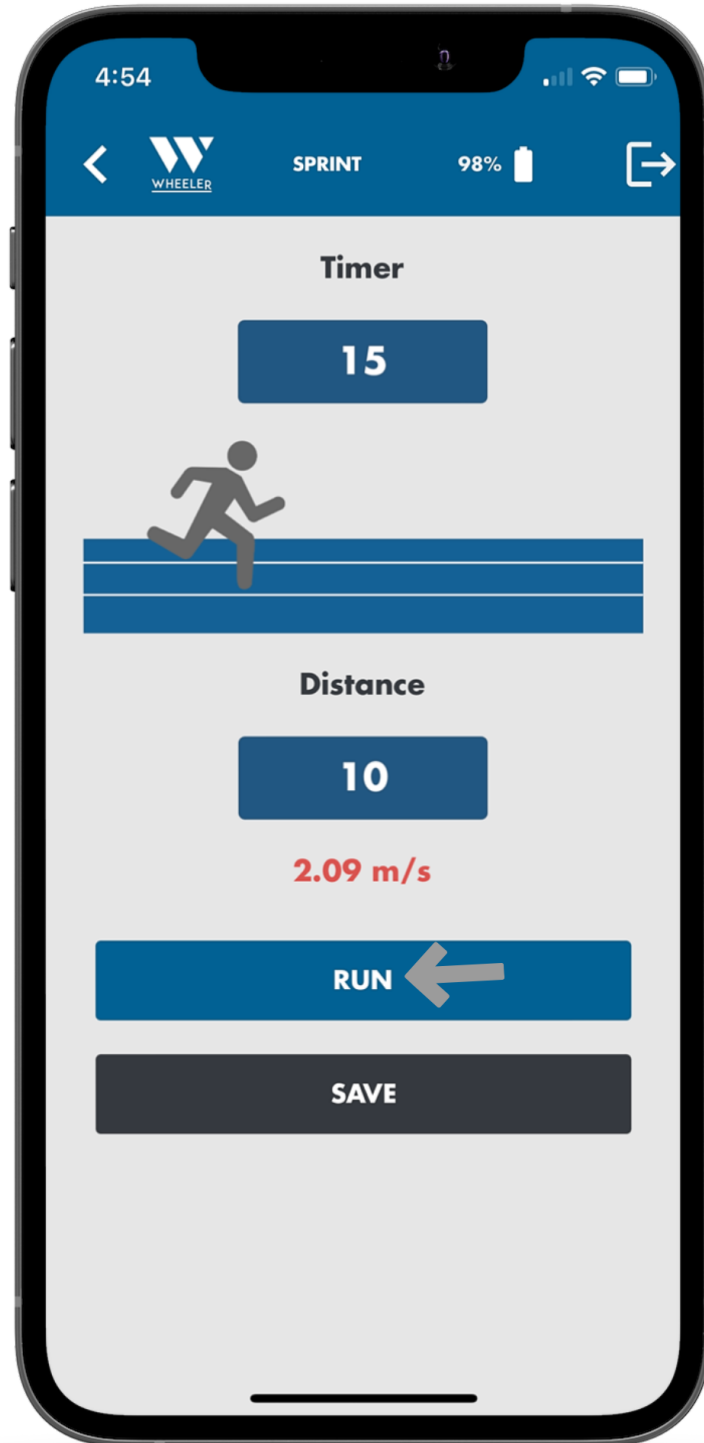 4:54
WHEELER
SPRINT
98%
Timer
15
Distance
10
2.09 m/s
RUN
SAVE